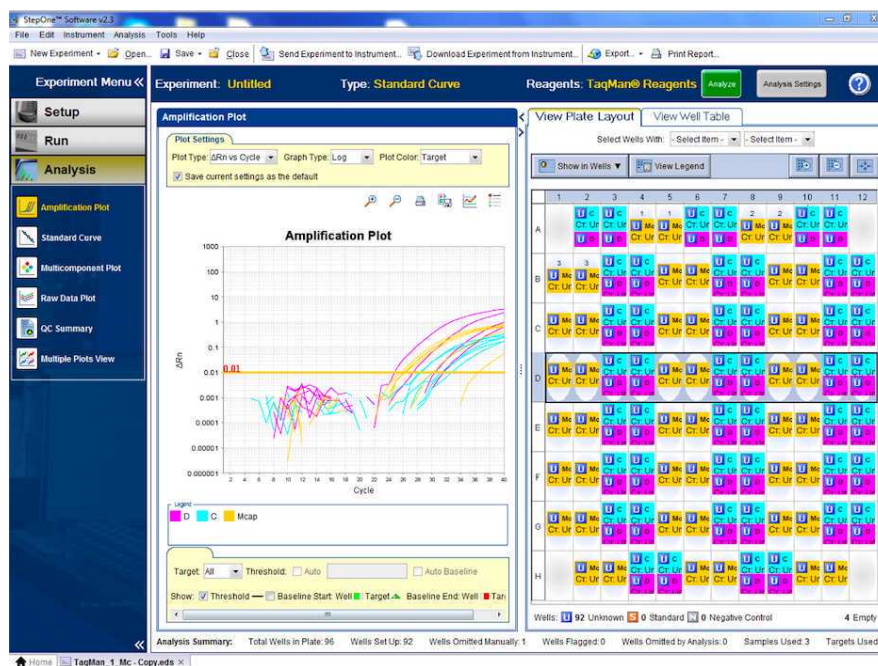 StepOne™ Software v2.3
File Edit Instrument Analysis Tools Help
New Experiment Open... Save Close Send Experiment to Instrument... Download Experiment from Instrument... Export... Print Report...
Experiment Menu «
Experiment: Untitled Type: Standard Curve Reagents: TaqMan® Reagents Analyze Analysis Settings ?
Setup
Run
Analysis
Amplification Plot
Standard Curve
Multicomponent Plot
Raw Data Plot
QC Summary
Multiple Plots View
«
Amplification Plot
Plot Settings
Plot Type: ΔRn vs Cycle Graph Type: Log Plot Color: Target
Save current settings as the default
Amplification Plot
1000
100
10
1
0.1
0.01
0.001
0.0001
0.00001
0.000001
0.01
ΔRn
2 4 6 8 10 12 14 16 18 20 22 24 26 28 30 32 34 36 38 40
Cycle
Legend
D C Mcap
Target: All Threshold: Auto Auto Baseline
Show: Threshold Baseline Start: Well Target Baseline End: Well Tar
View Plate Layout View Well Table
Select Wells With: - Select Item - - Select Item -
Show in Wells ▼ View Legend
1 2 3 4 5 6 7 8 9 10 11 12
A
B
C
D
E
F
G
H
Wells: U 92 Unknown S 0 Standard N 0 Negative Control 4 Empty
Analysis Summary: Total Wells in Plate: 96 Wells Set Up: 92 Wells Omitted Manually: 1 Wells Flagged: 0 Wells Omitted by Analysis: 0 Samples Used: 3 Targets Used
Home TaqMan_1_Mc - Copy.eds ×